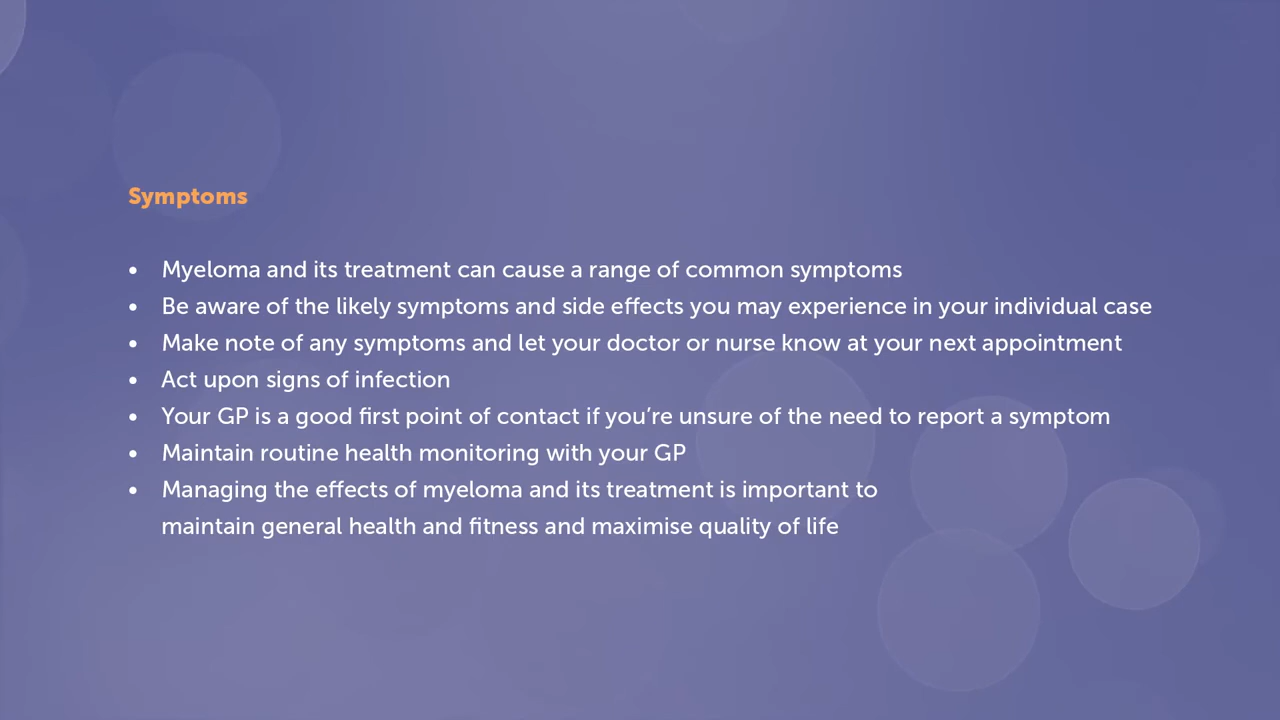 Symptoms
• Myeloma and its treatment can cause a range of common symptoms
• Be aware of the likely symptoms and side effects you may experience in your individual case
• Make note of any symptoms and let your doctor or nurse know at your next appointment
• Act upon signs of infection
• Your GP is a good first point of contact if you’re unsure of the need to report a symptom
• Maintain routine health monitoring with your GP
• Managing the effects of myeloma and its treatment is important to
maintain general health and fitness and maximise quality of life